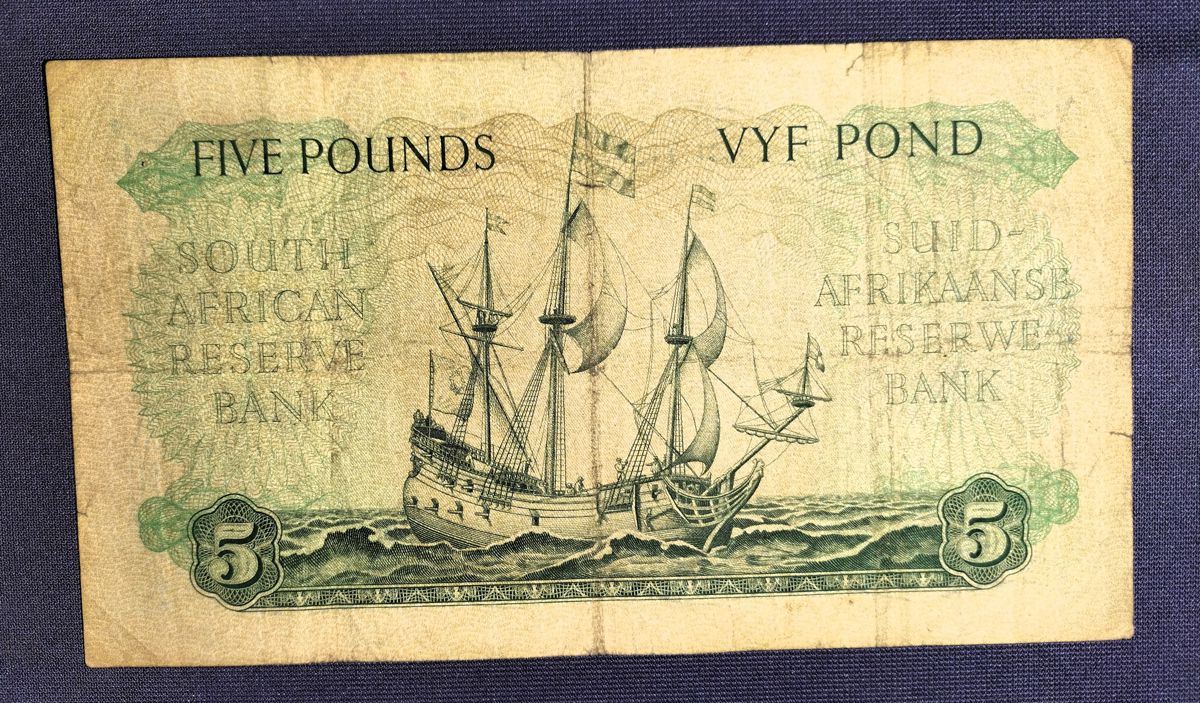 FIVE POUNDS
VYF POND
SOUTH
AFRICAN
RESERVE
BANK
SUID-
AFRIKAANSE
RESERWE-
BANK
5
5